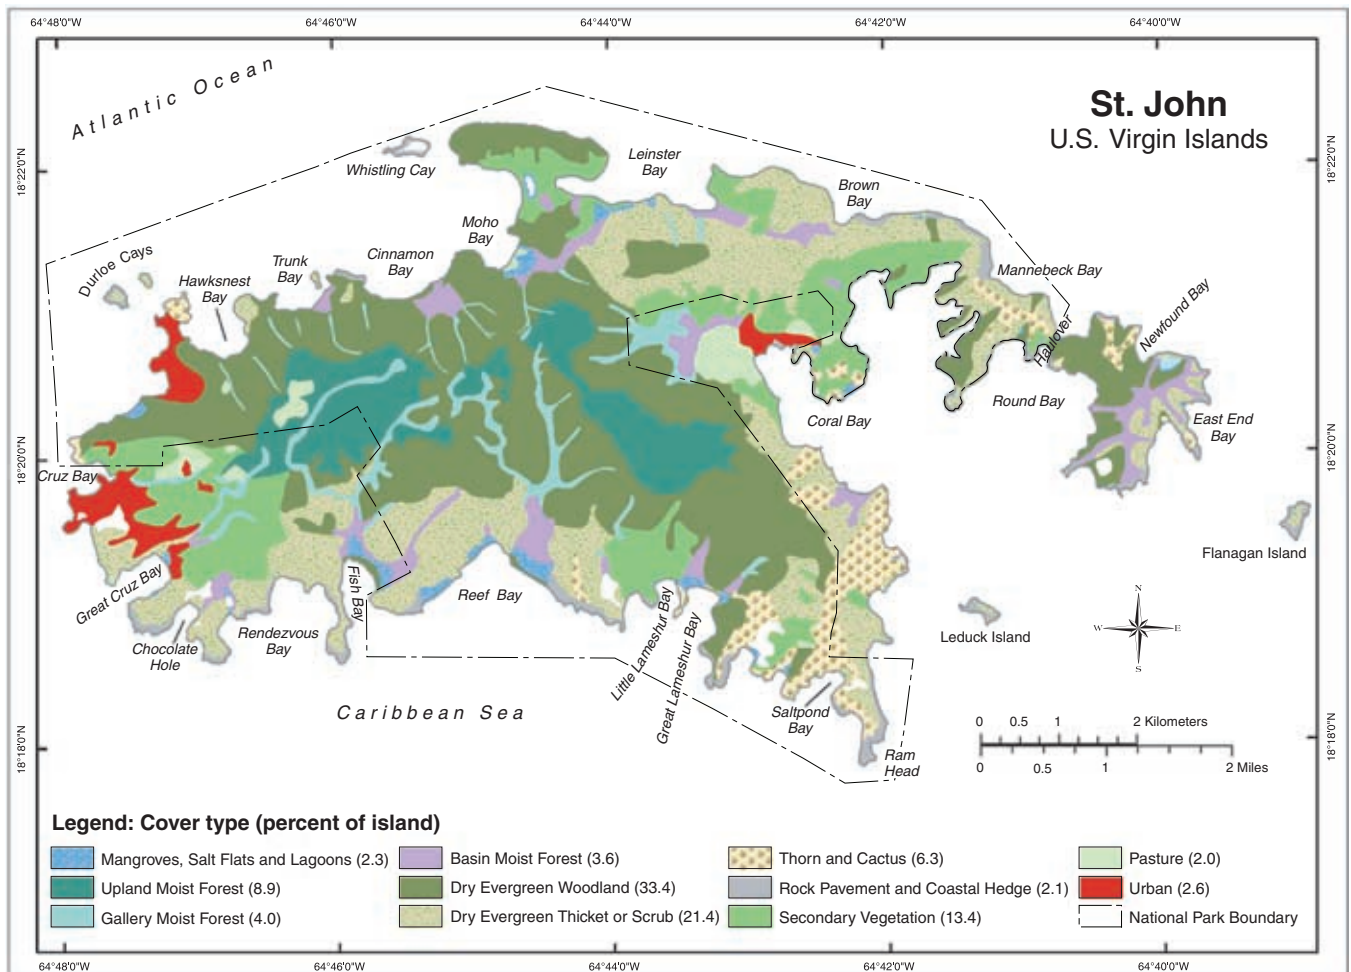 64°48'0"W
64°46'0"W
64°44'0"W
64°42'0"W
64°40'0"W
Atlantic Ocean
St. John
U.S. Virgin Islands
18°22'0"N
18°22'0"N
Whistling Cay
Leinster
Bay
Brown
Bay
Moho
Bay
Cinnamon
Bay
Trunk
Bay
Durloe Cays
Hawksnest
Bay
Mannebeck Bay
Newfound Bay
Haulover
Round Bay
Coral Bay
East End
Bay
18°20'0"N
18°20'0"N
Cruz Bay
Flanagan Island
Great Cruz Bay
Fish Bay
Reef Bay
Chocolate
Hole
Rendezvous
Bay
Little Lameshur Bay
Great Lameshur Bay
Leduck Island
N
W
E
S
Caribbean Sea
Saltpond
Bay
Ram
Head
18°18'0"N
18°18'0"N
0 0.5 1 2 Kilometers
0 0.5 1 2 Miles
Legend: Cover type (percent of island)
Mangroves, Salt Flats and Lagoons (2.3)
Upland Moist Forest (8.9)
Gallery Moist Forest (4.0)
Basin Moist Forest (3.6)
Dry Evergreen Woodland (33.4)
Dry Evergreen Thicket or Scrub (21.4)
Thorn and Cactus (6.3)
Rock Pavement and Coastal Hedge (2.1)
Secondary Vegetation (13.4)
Pasture (2.0)
Urban (2.6)
National Park Boundary
64°48'0"W
64°46'0"W
64°44'0"W
64°42'0"W
64°40'0"W